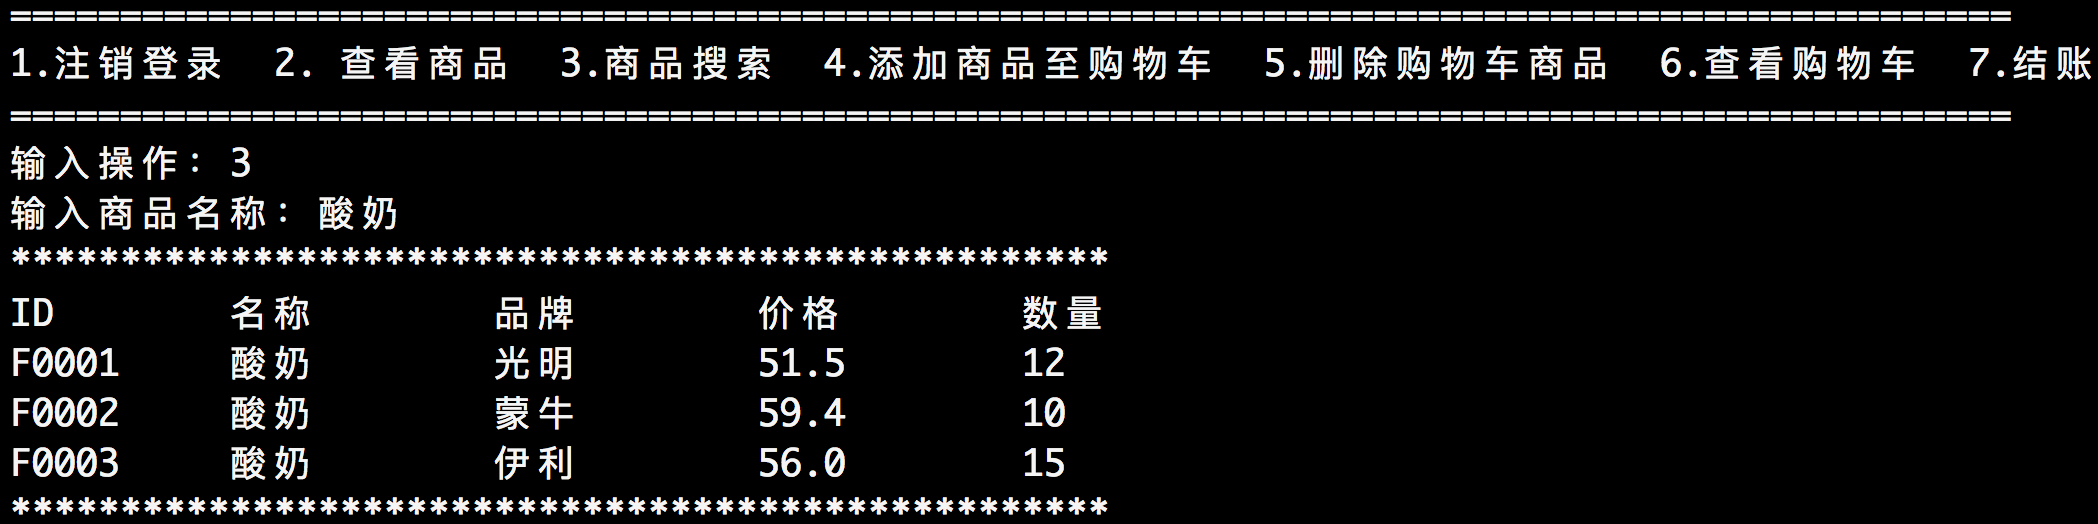 ===========================================================================================
1.注销登录  2. 查看商品  3.商品搜索  4.添加商品至购物车  5.删除购物车商品  6.查看购物车  7.结账
===========================================================================================
输入操作：3
输入商品名称：酸奶
**************************************************
ID 名称 品牌 价格 数量
F0001 酸奶 光明 51.5 12
F0002 酸奶 蒙牛 59.4 10
F0003 酸奶 伊利 56.0 15
**************************************************